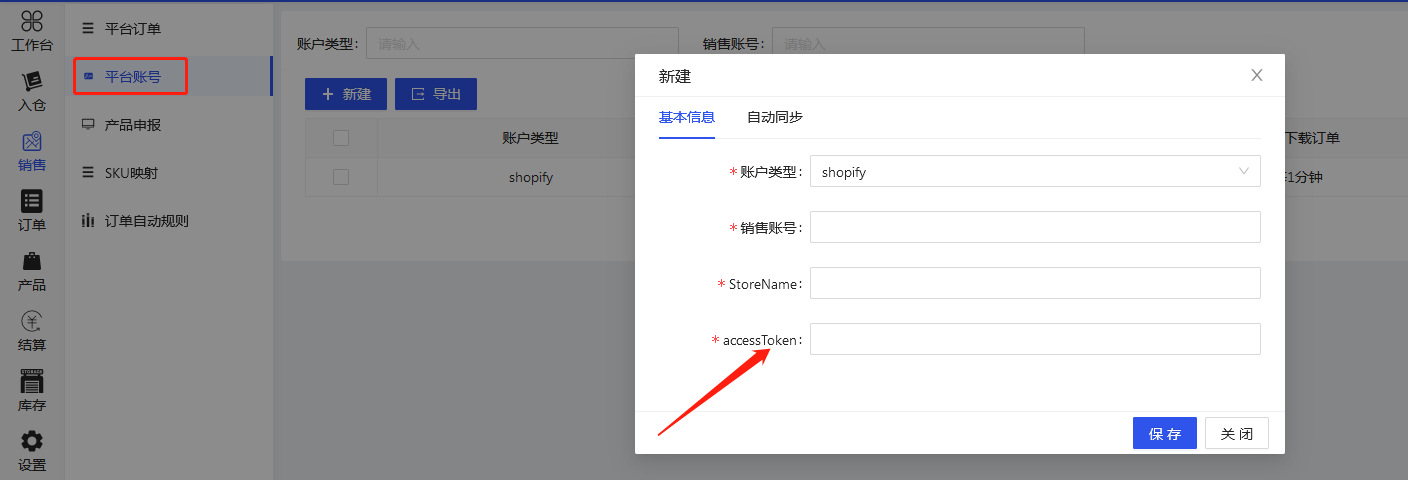 工作台
入仓
销售
订单
产品
结算
STORAGE
库存
设置
平台订单
平台账号
产品申报
SKU映射
订单自动规则
账户类型: 请输入
销售账号: 请输入
新建
导出
账户类型
下载订单
shopify
1分钟
新建
基本信息
自动同步
* 账户类型: shopify
* 销售账号:
* StoreName:
* accessToken:
保 存
关 闭